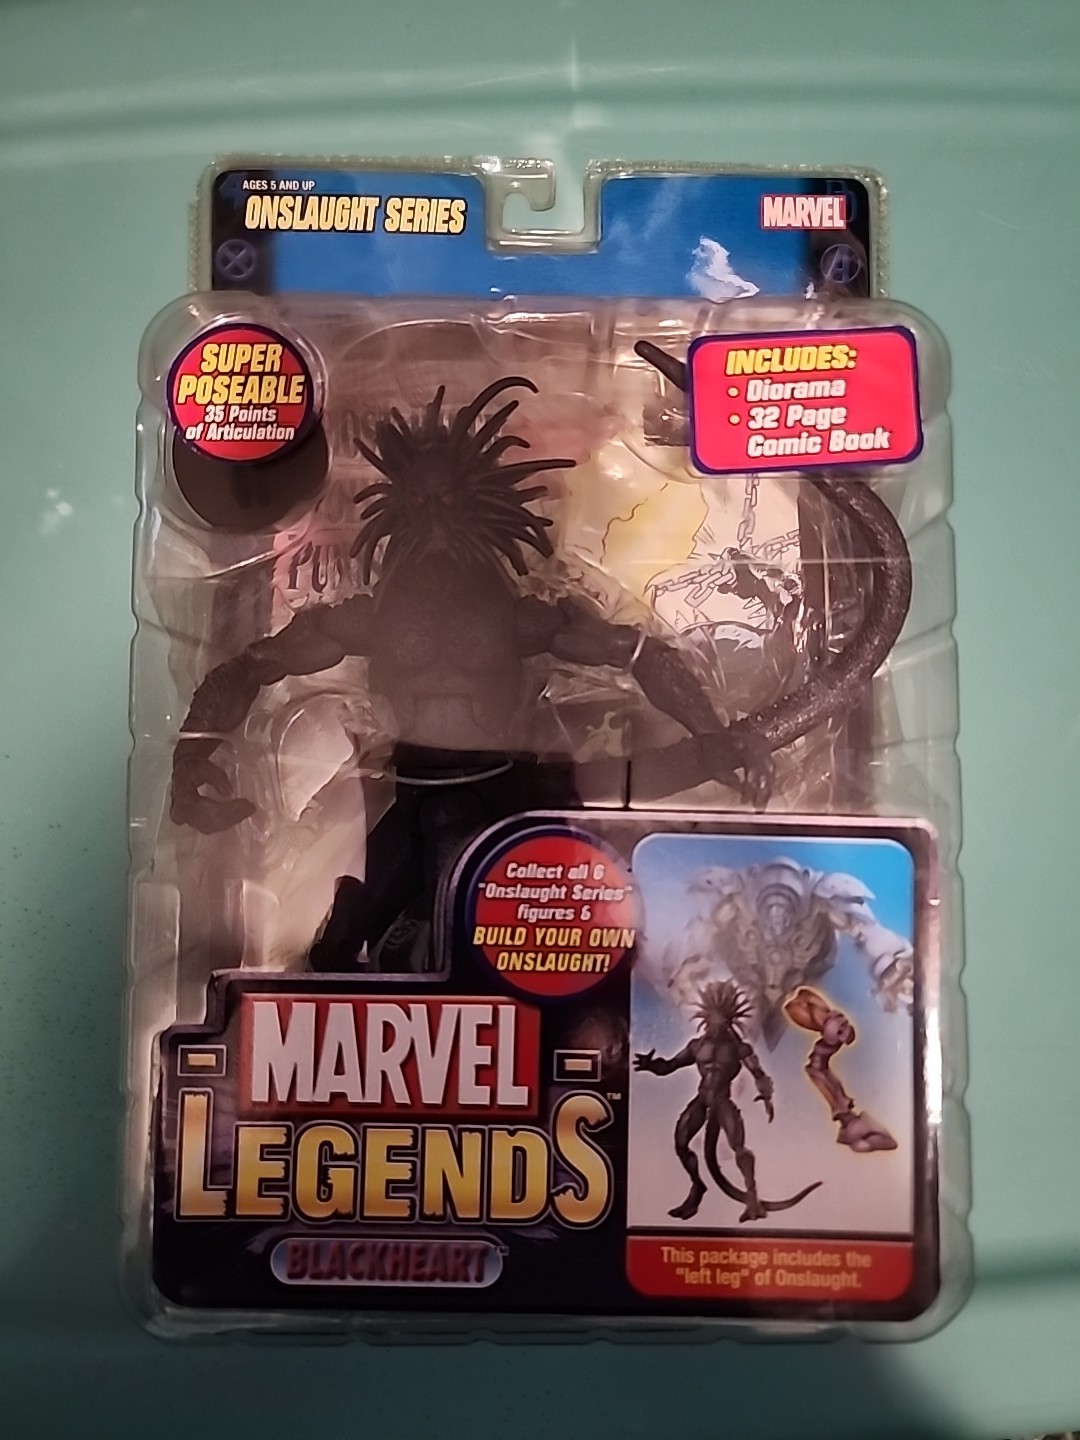 AGES 5 AND UP
ONSLAUGHT SERIES
MARVEL
SUPER
POSEABLE
35 Points
of Articulation
INCLUDES:
• Diorama
• 32 Page
Comic Book
Collect all 6
"Onslaught Series"
figures &
BUILD YOUR OWN
ONSLAUGHT!
MARVEL
LEGENDS™
BLACKHEART™
This package includes the
"left leg" of Onslaught.